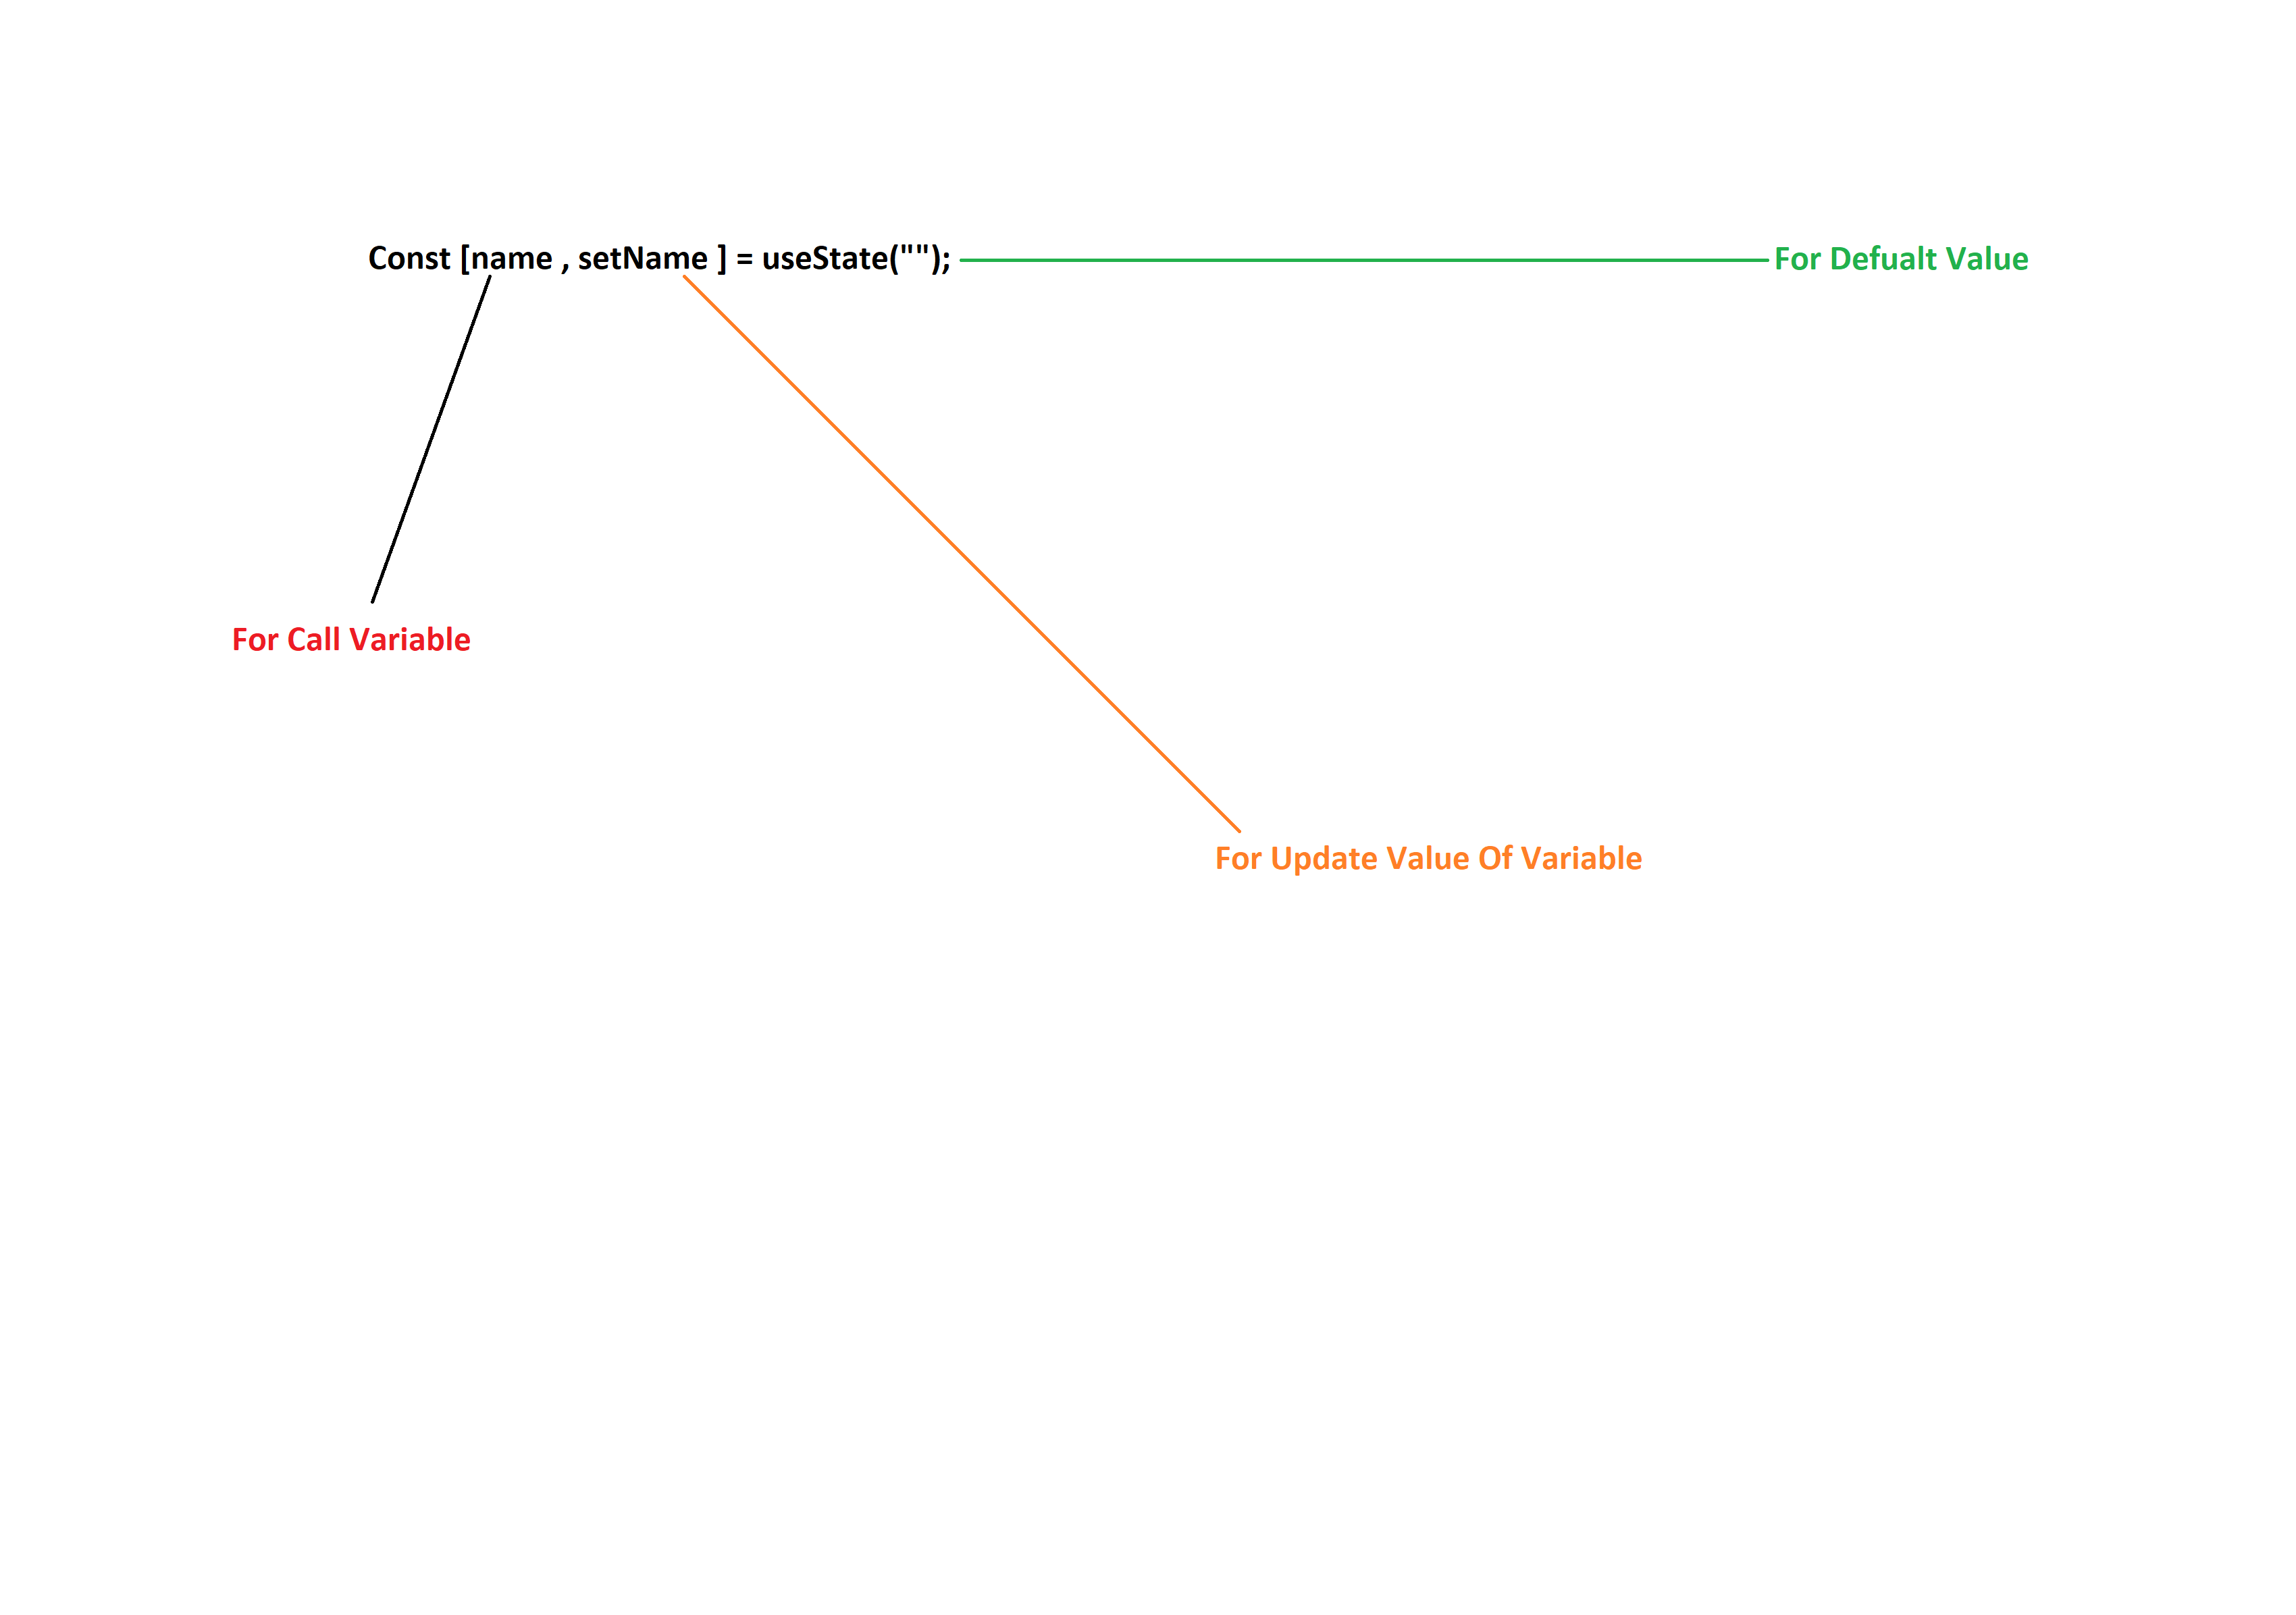 Const [name , setName ] = useState("");
For Defualt Value
For Call Variable
For Update Value Of Variable